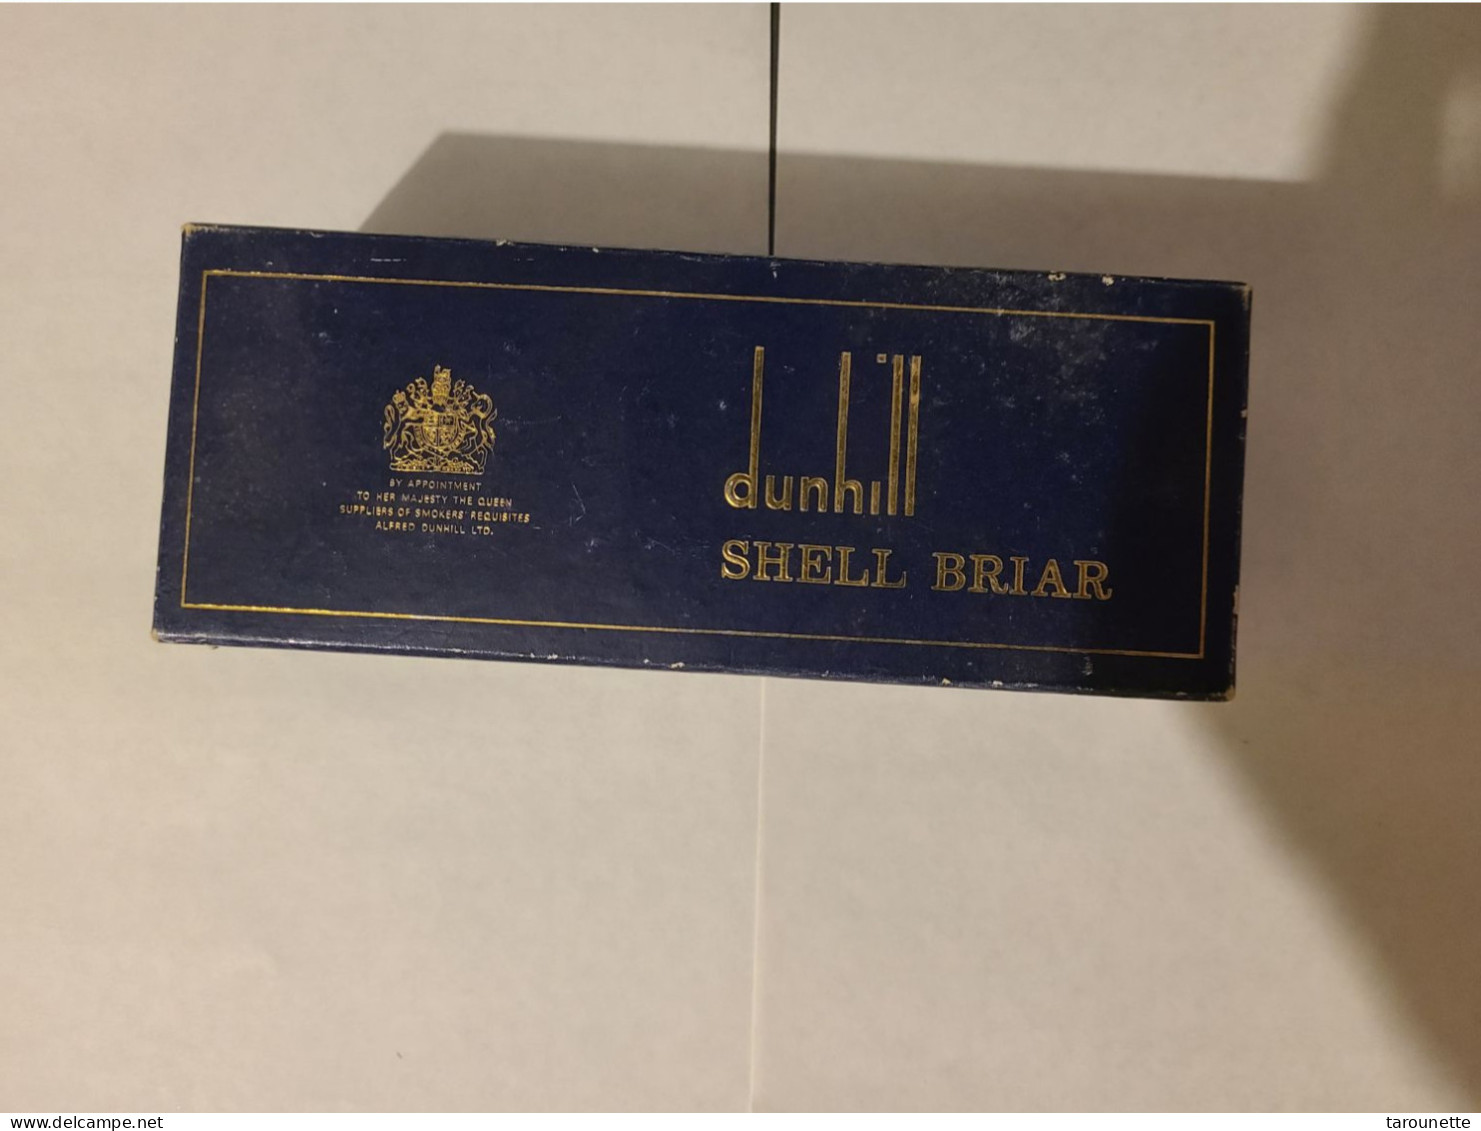 BY APPOINTMENT
TO HER MAJESTY THE QUEEN
SUPPLIERS OF SMOKERS' REQUISITES
ALFRED DUNHILL LTD.
dunhill
SHELL BRIAR
delcampe.net
tarounette